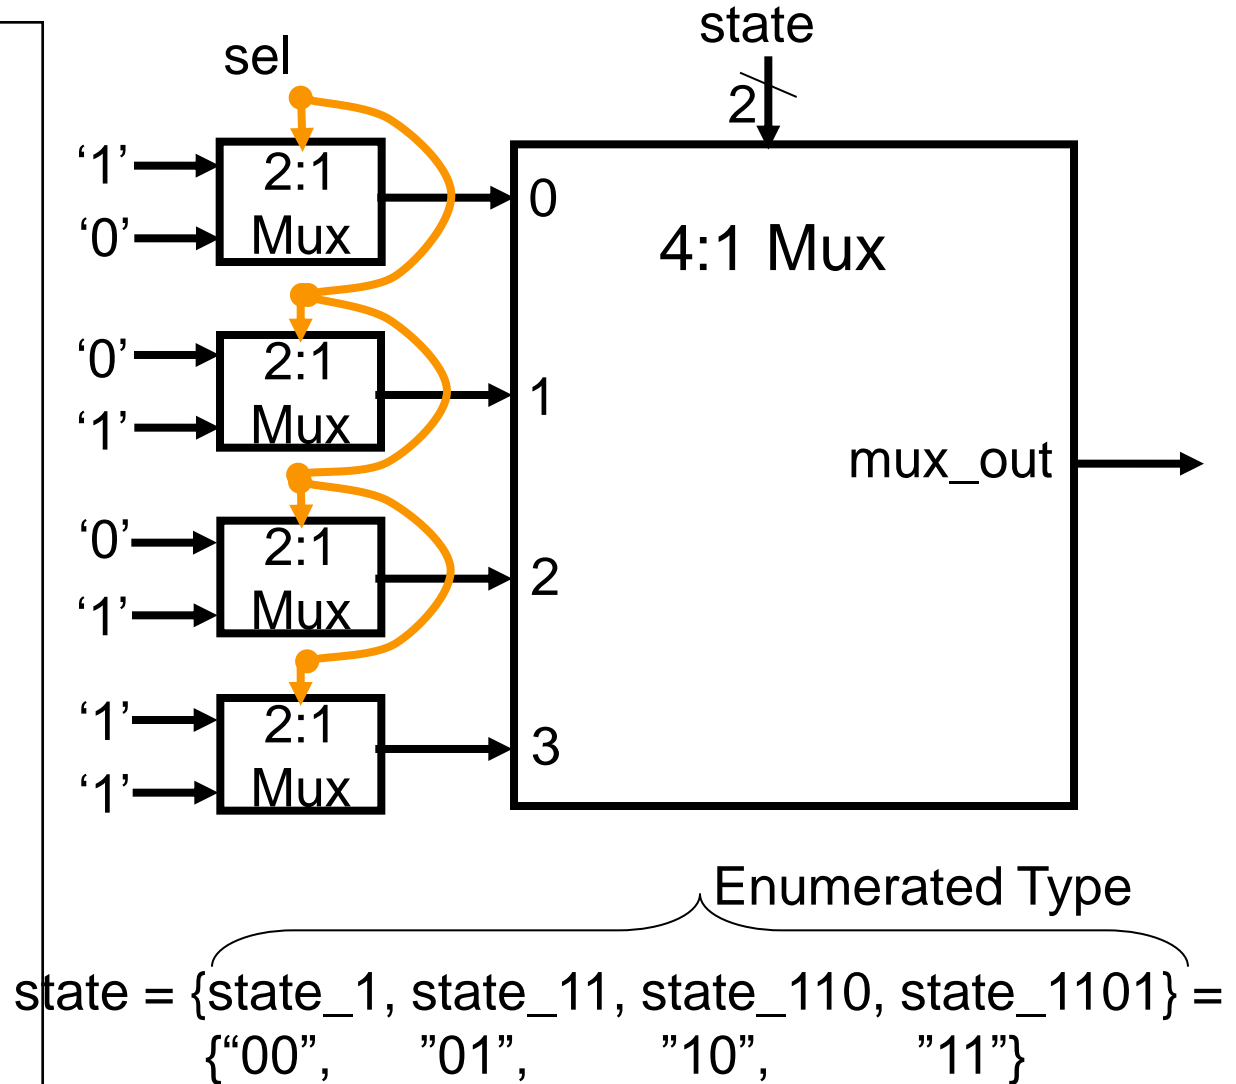 state
sel
2
‘1’
‘0’
2:1
Mux
0
4:1 Mux
‘0’
‘1’
2:1
Mux
1
mux_out
‘0’
‘1’
2:1
Mux
2
‘1’
‘1’
2:1
Mux
3
Enumerated Type
state = {state_1, state_11, state_110, state_1101} =
{“00”, ”01”, ”10”, ”11”}